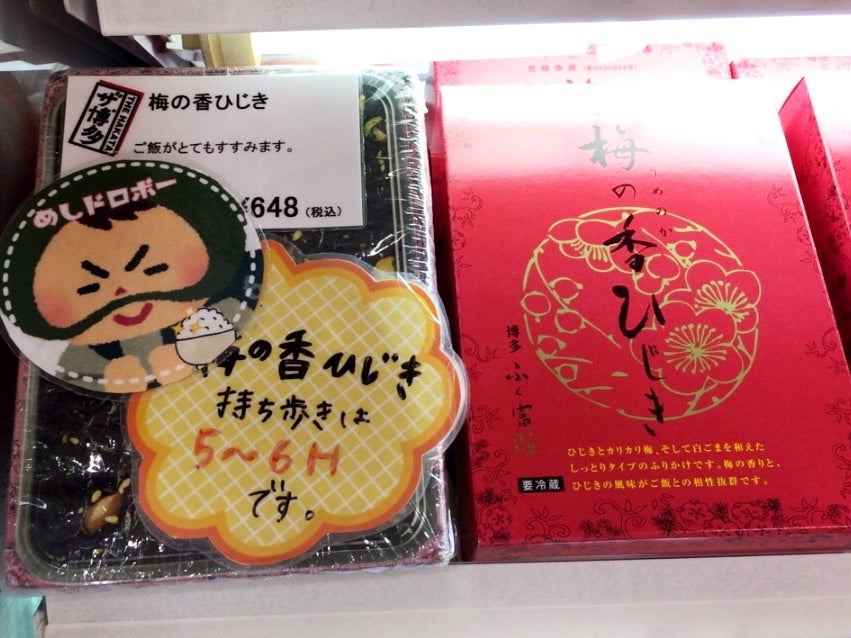 ザ・博多
THE HAKATA
梅の香ひじき
ご飯がとてもすすみます。
¥648(税込)
めしドロボー
の香ひじき
持ち歩きは
5〜6H
です。
登録商標
梅の香ひじき
うめのか
博多 ふく富
ひじきとカリカリ梅、そして白ごまを和えた
しっとりタイプのふりかけです。梅の香りと、
ひじきの風味がご飯との相性抜群です。
要冷蔵